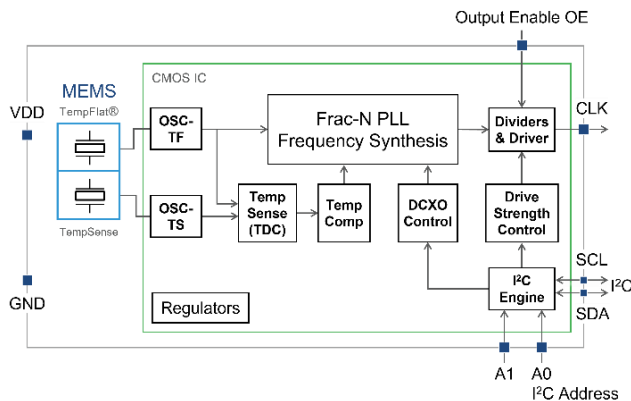 Output Enable OE
CMOS IC
MEMS
TempFlat®
VDD
OSC-
TF
Frac-N PLL
Frequency Synthesis
Dividers
& Driver
CLK
TempSense
OSC-
TS
Temp
Sense
(TDC)
Temp
Comp
DCXO
Control
Drive
Strength
Control
GND
Regulators
I²C
Engine
SCL
I²C
SDA
A1
A0
I²C Address